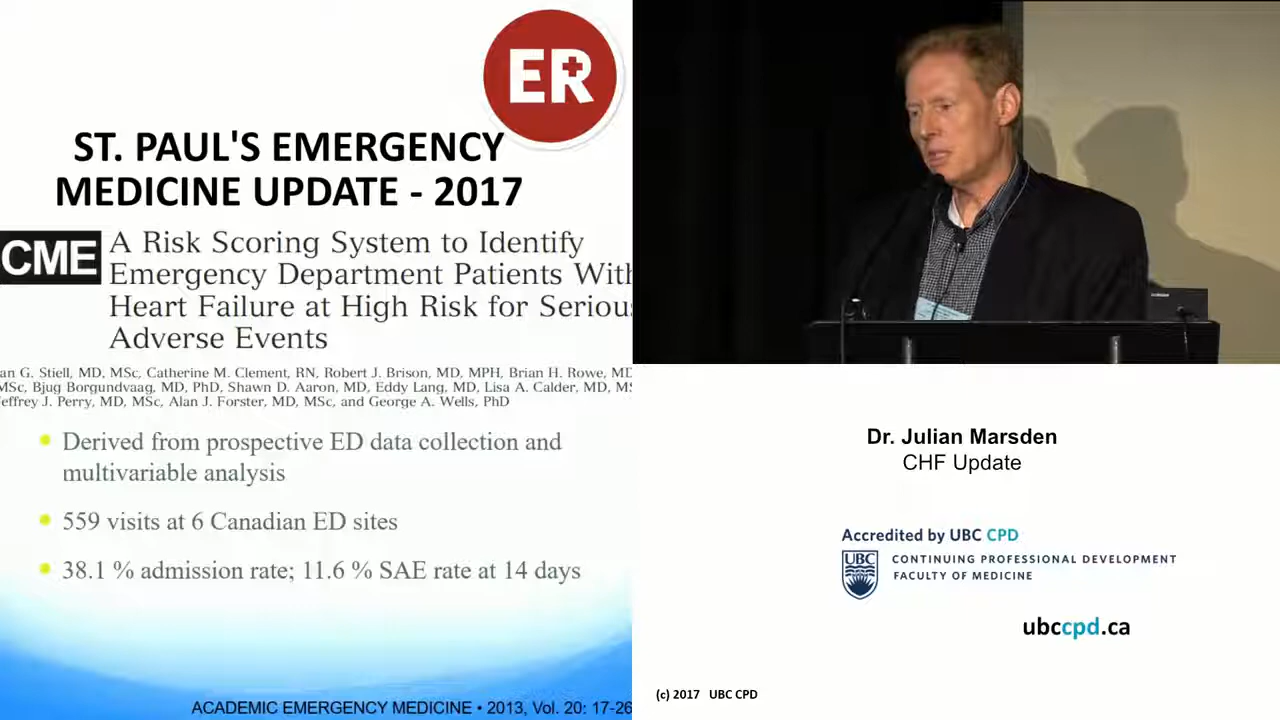 ER
ST. PAUL'S EMERGENCY
MEDICINE UPDATE - 2017
CME
A Risk Scoring System to Identify
Emergency Department Patients With
Heart Failure at High Risk for Seriou
Adverse Events
an G. Stiell, MD, MSc, Catherine M. Clement, RN, Robert J. Brison, MD, MPH, Brian H. Rowe, MD
MSc, Bjug Borgundvaag, MD, PhD, Shawn D. Aaron, MD, Eddy Lang, MD, Lisa A. Calder, MD, MS
effrey J. Perry, MD, MSc, Alan J. Forster, MD, MSc, and George A. Wells, PhD
Derived from prospective ED data collection and
multivariable analysis
559 visits at 6 Canadian ED sites
38.1 % admission rate; 11.6 % SAE rate at 14 days
ACADEMIC EMERGENCY MEDICINE • 2013, Vol. 20: 17-26
Dr. Julian Marsden
CHF Update
Accredited by UBC CPD
UBC
CONTINUING PROFESSIONAL DEVELOPMENT
FACULTY OF MEDICINE
ubccpd.ca
(c) 2017 UBC CPD